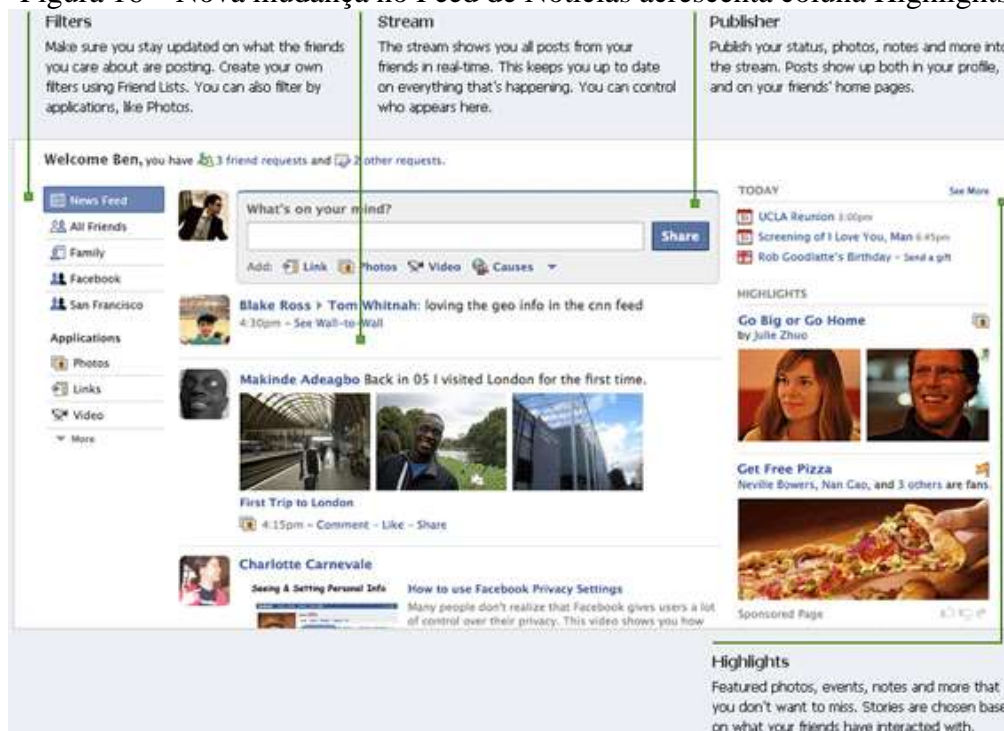 Figura 16 – Nova mudança no Feed de Notícias acrescenta coluna Highlights
Filters
Make sure you stay updated on what the friends
you care about are posting. Create your own
filters using Friend Lists. You can also filter by
applications, like Photos.
Stream
The stream shows you all posts from your
friends in real-time. This keeps you up to date
on everything that's happening. You can control
who appears here.
Publisher
Publish your status, photos, notes and more into
the stream. Posts show up both in your profile,
and on your friends' home pages.
Welcome Ben, you have 3 friend requests and 2 other requests.
News Feed
All Friends
Family
Facebook
San Francisco
Applications
Photos
Links
Video
More
What's on your mind?
Share
Add: Link Photos Video Causes
Blake Ross ▸ Tom Whitnah: loving the geo info in the cnn feed
4:30pm – See Wall-to-Wall
Makinde Adeagbo Back in 05 I visited London for the first time.
First Trip to London
4:15pm – Comment – Like – Share
Charlotte Carnevale
Seeing & Setting Personal Info
How to use Facebook Privacy Settings
Many people don't realize that Facebook gives users a lot
of control over their privacy. This video shows you how
TODAY See More
UCLA Reunion 3:00pm
Screening of I Love You, Man 6:45pm
Rob Goodlatte's Birthday – Send a gift
HIGHLIGHTS
Go Big or Go Home
by Julie Zhuo
Get Free Pizza
Neville Bowers, Nan Gao, and 3 others are fans.
Sponsored Page
Highlights
Featured photos, events, notes and more that
you don't want to miss. Stories are chosen base
on what your friends have interacted with.